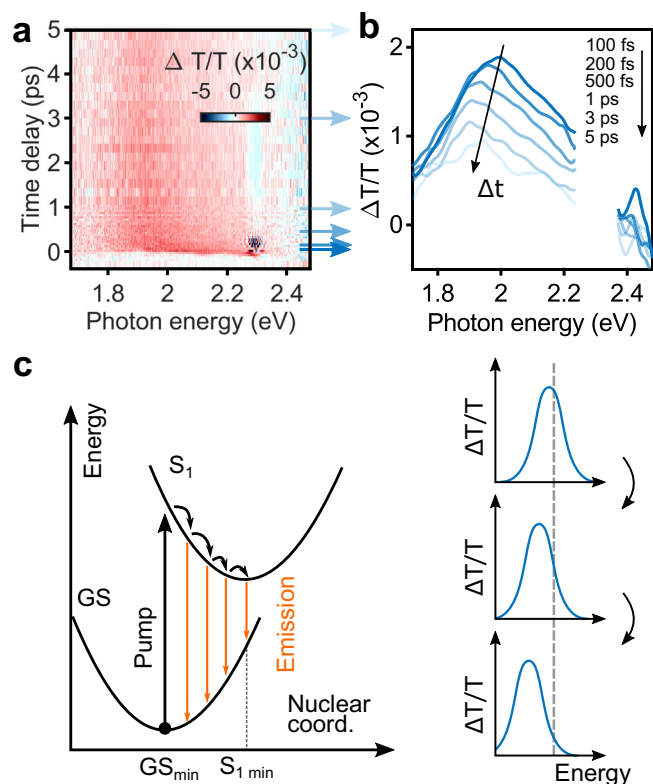 a
Δ T/T (x10-3)
-5 0 5
5
4
3
2
1
0
Time delay (ps)
1.8 2 2.2 2.4
Photon energy (eV)
b
2
1
0
ΔT/T (x10-3)
100 fs
200 fs
500 fs
1 ps
3 ps
5 ps
Δt
1.8 2 2.2 2.4
Photon energy (eV)
c
Energy
S1
GS
Pump
Emission
Nuclear
coord.
GSmin
S1 min
ΔT/T
ΔT/T
ΔT/T
Energy